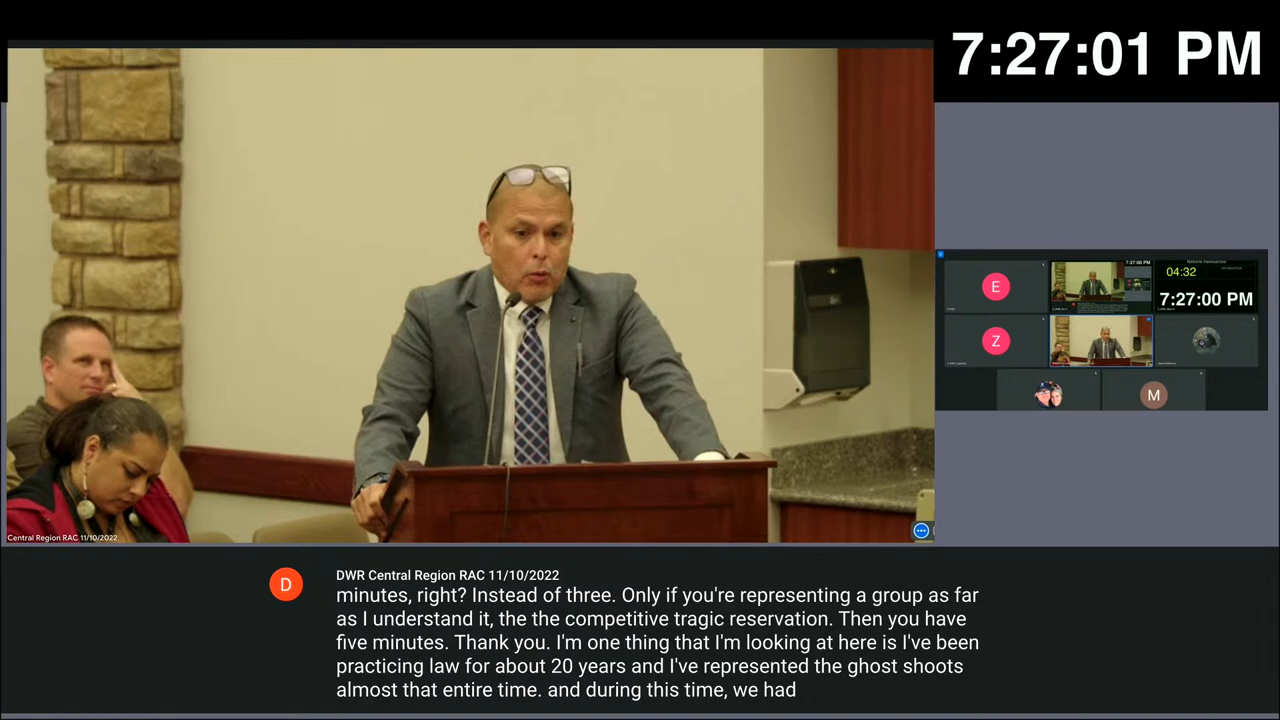 7:27:01 PM
7:27:00 PM
E
04:32
7:27:00 PM
Z
M
Central Region RAC 11/10/2022
D
DWR Central Region RAC 11/10/2022
minutes, right? Instead of three. Only if you're representing a group as far
as I understand it, the the competitive tragic reservation. Then you have
five minutes. Thank you. I'm one thing that I'm looking at here is I've been
practicing law for about 20 years and I've represented the ghost shoots
almost that entire time. and during this time, we had